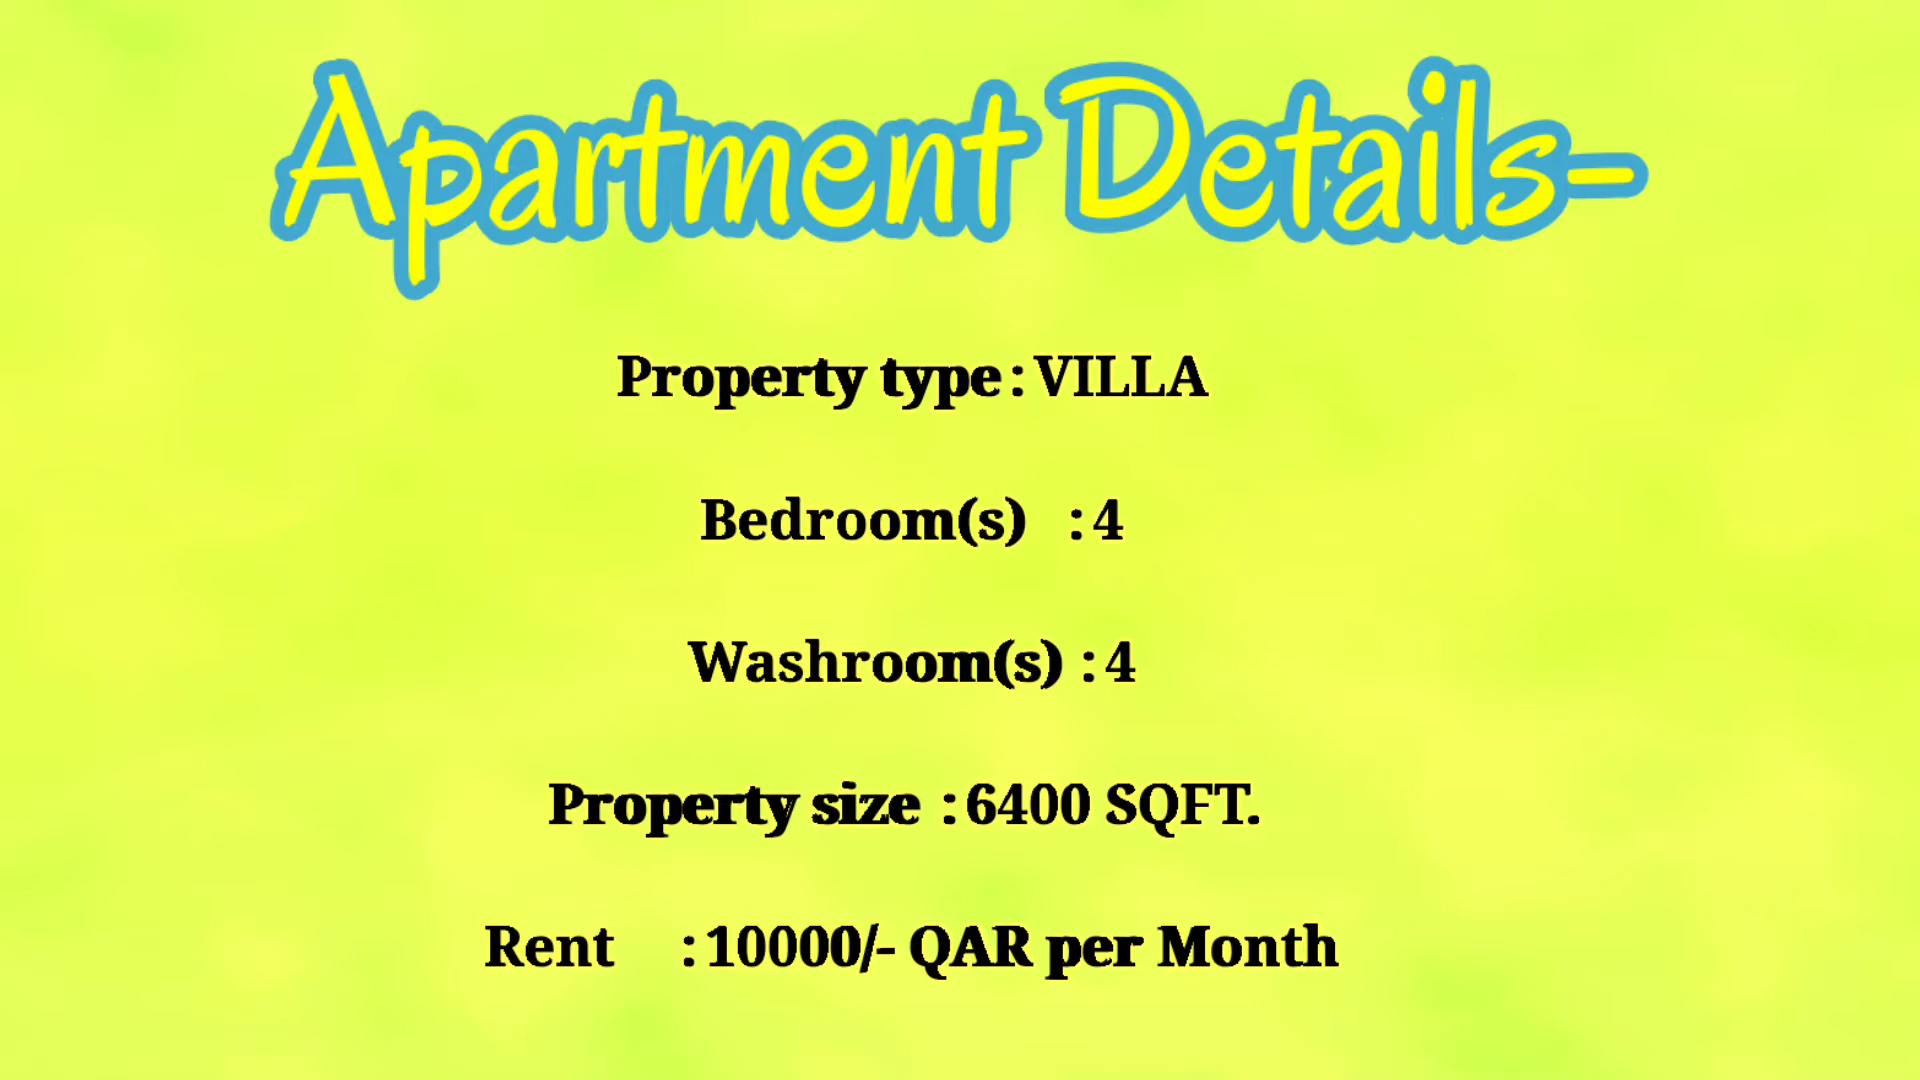 Apartment Details-
Property type : VILLA
Bedroom(s) : 4
Washroom(s) : 4
Property size : 6400 SQFT.
Rent : 10000/- QAR per Month